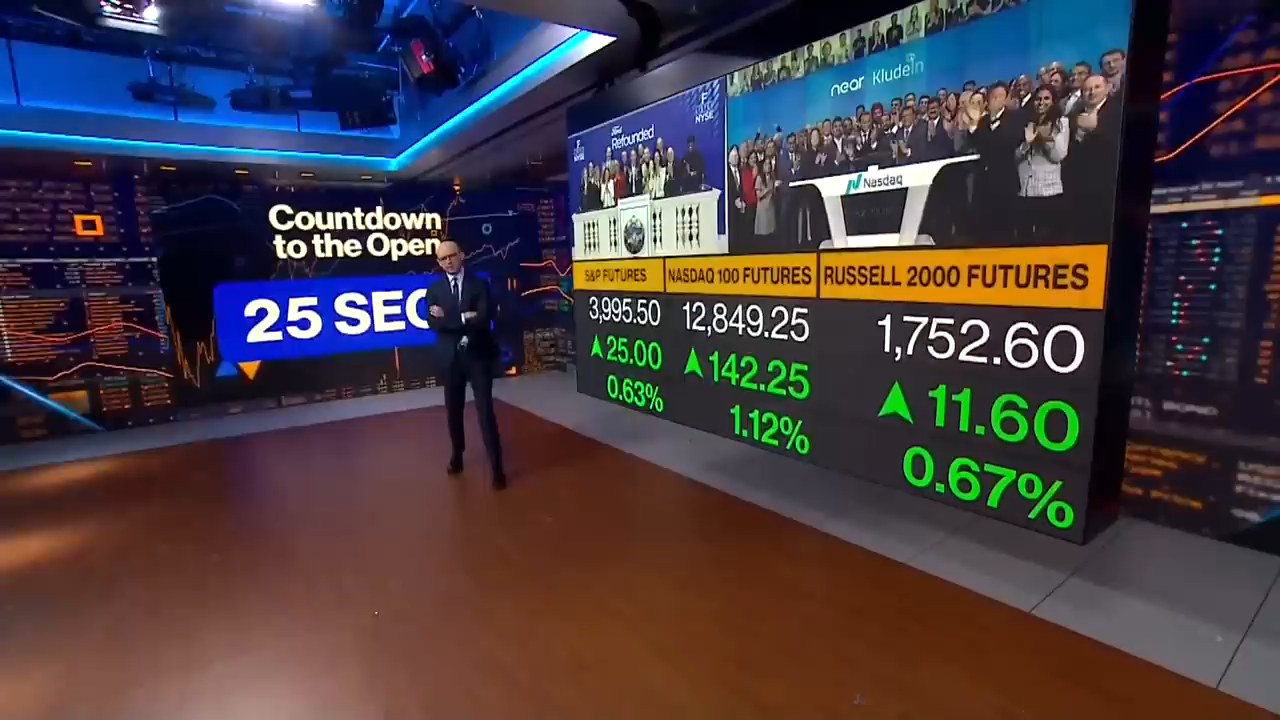 Countdown
to the Open
25 SEC
Ford
Refounded
F
NYSE
near Kludeln
Nasdaq
S&P FUTURES
3,995.50
25.00
0.63%
NASDAQ 100 FUTURES
12,849.25
142.25
1.12%
RUSSELL 2000 FUTURES
1,752.60
11.60
0.67%